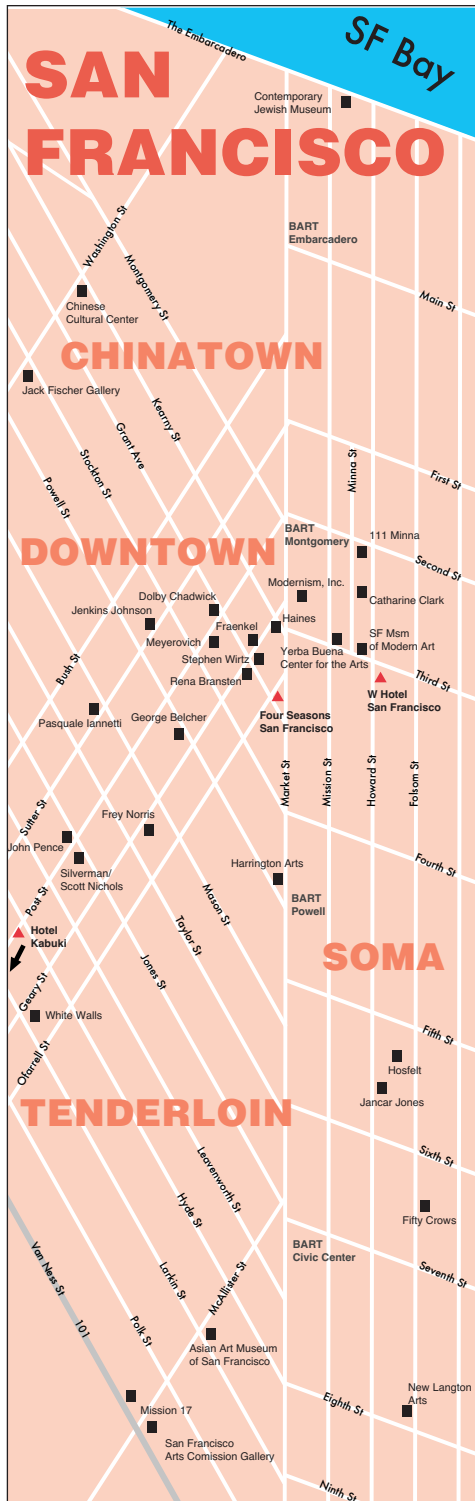 The Embarcadero
SF Bay
SAN
FRANCISCO
Contemporary
Jewish Museum
Washington St
Montgomery St
BART
Embarcadero
Main St
Chinese
Cultural Center
CHINATOWN
Jack Fischer Gallery
Kearny St
Grant Ave
Stockton St
Powell St
Minna St
First St
BART
Montgomery
111 Minna
Second St
DOWNTOWN
Modernism, Inc.
Catharine Clark
Dolby Chadwick
Jenkins Johnson
Fraenkel
Haines
Meyerovich
Stephen Wirtz
Yerba Buena
Center for the Arts
SF Msm
of Modern Art
Rena Bransten
Third St
Bush St
W Hotel
San Francisco
Four Seasons
San Francisco
Pasquale Iannetti
George Belcher
Market St
Mission St
Howard St
Folsom St
Sutter St
Frey Norris
John Pence
Silverman/
Scott Nichols
Harrington Arts
Fourth St
Post St
Mason St
BART
Powell
Hotel
Kabuki
Taylor St
Jones St
SOMA
Geary St
White Walls
Ofarrell St
Fifth St
Hosfelt
Jancar Jones
TENDERLOIN
Sixth St
Leavenworth St
Hyde St
Fifty Crows
BART
Civic Center
Seventh St
Van Ness St
101
Larkin St
McAllister St
Polk St
Asian Art Museum
of San Francisco
Mission 17
New Langton
Arts
Eighth St
San Francisco
Arts Comission Gallery
Ninth St